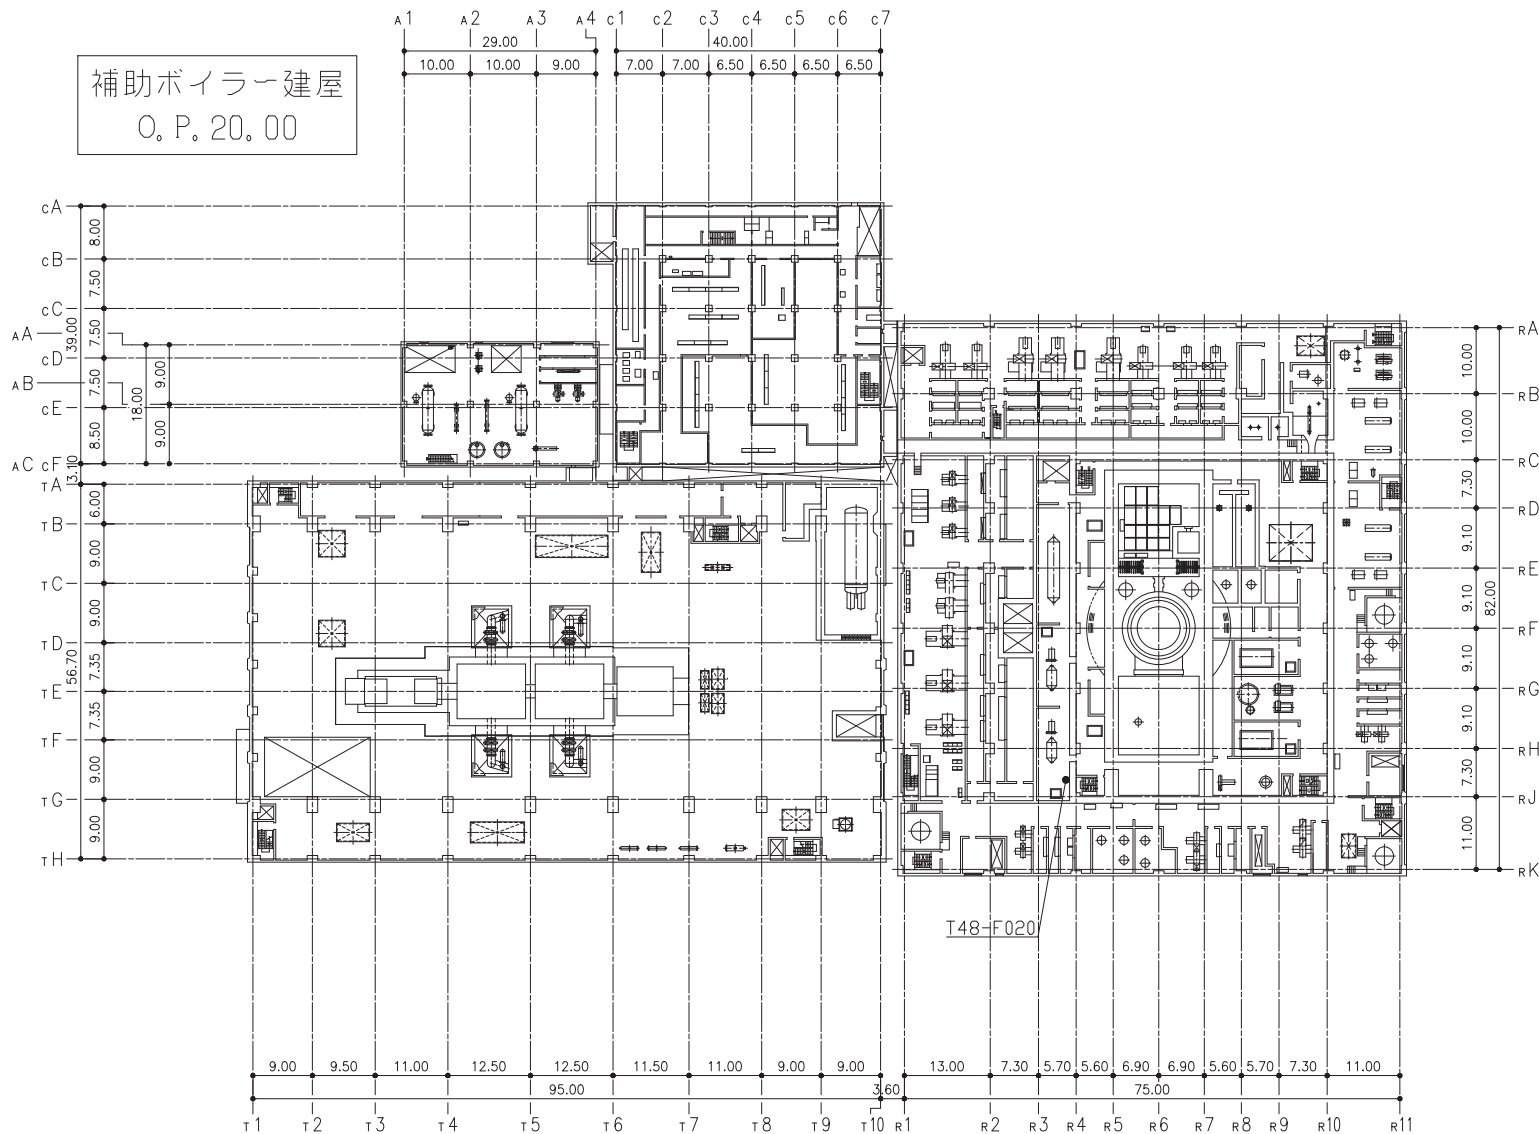 A1 A2 A3 A4 C1 C2 C3 C4 C5 C6 C7
29.00 40.00
10.00 10.00 9.00 7.00 7.00 6.50 6.50 6.50 6.50
補助ボイラー建屋
O.P.20.00
CA
8.00
CB
7.50
CC
AA
39.00
7.50
CD
AB
7.50
CE
8.50
AC CF
18.00
9.00
9.00
3.10
TA
6.00
TB
9.00
TC
9.00
TD
56.70
7.35
TE
7.35
TF
9.00
TG
9.00
TH
RA
10.00
RB
10.00
RC
7.30
RD
9.10
RE
9.10
82.00
RF
9.10
RG
9.10
RH
7.30
RJ
11.00
RK
T48-F020
9.00 9.50 11.00 12.50 12.50 11.50 11.00 9.00 9.00 13.00 7.30 5.70 5.60 6.90 6.90 5.60 5.70 7.30 11.00
95.00 3.60 75.00
T1 T2 T3 T4 T5 T6 T7 T8 T9 T10 R1 R2 R3 R4 R5 R6 R7 R8 R9 R10 R11